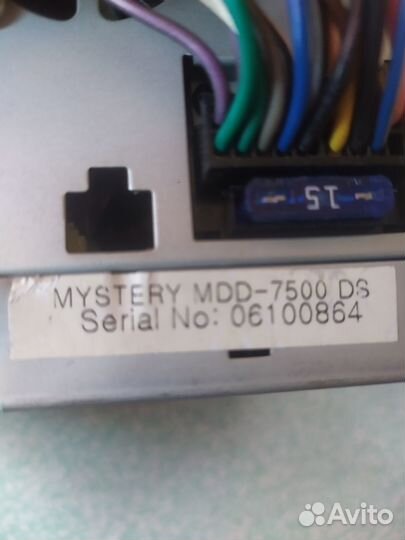 15
MYSTERY MDD-7500 DS
Serial No: 06100864
Avito